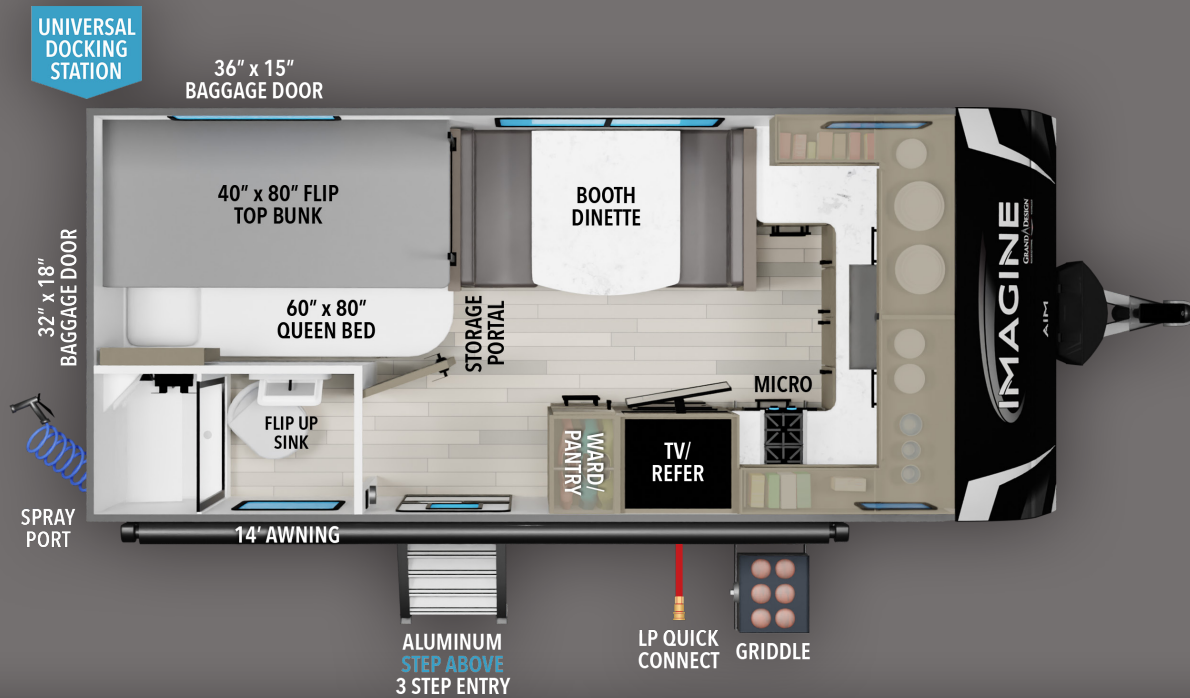 UNIVERSAL
DOCKING
STATION
36” x 15”
BAGGAGE DOOR
40” x 80” FLIP
TOP BUNK
BOOTH
DINETTE
32” x 18”
BAGGAGE DOOR
60” x 80”
QUEEN BED
STORAGE
PORTAL
MICRO
FLIP UP
SINK
WARD/
PANTRY
TV/
REFER
IMAGINE
GRAND DESIGN
AIM
SPRAY
PORT
14’ AWNING
ALUMINUM
STEP ABOVE
3 STEP ENTRY
LP QUICK
CONNECT
GRIDDLE